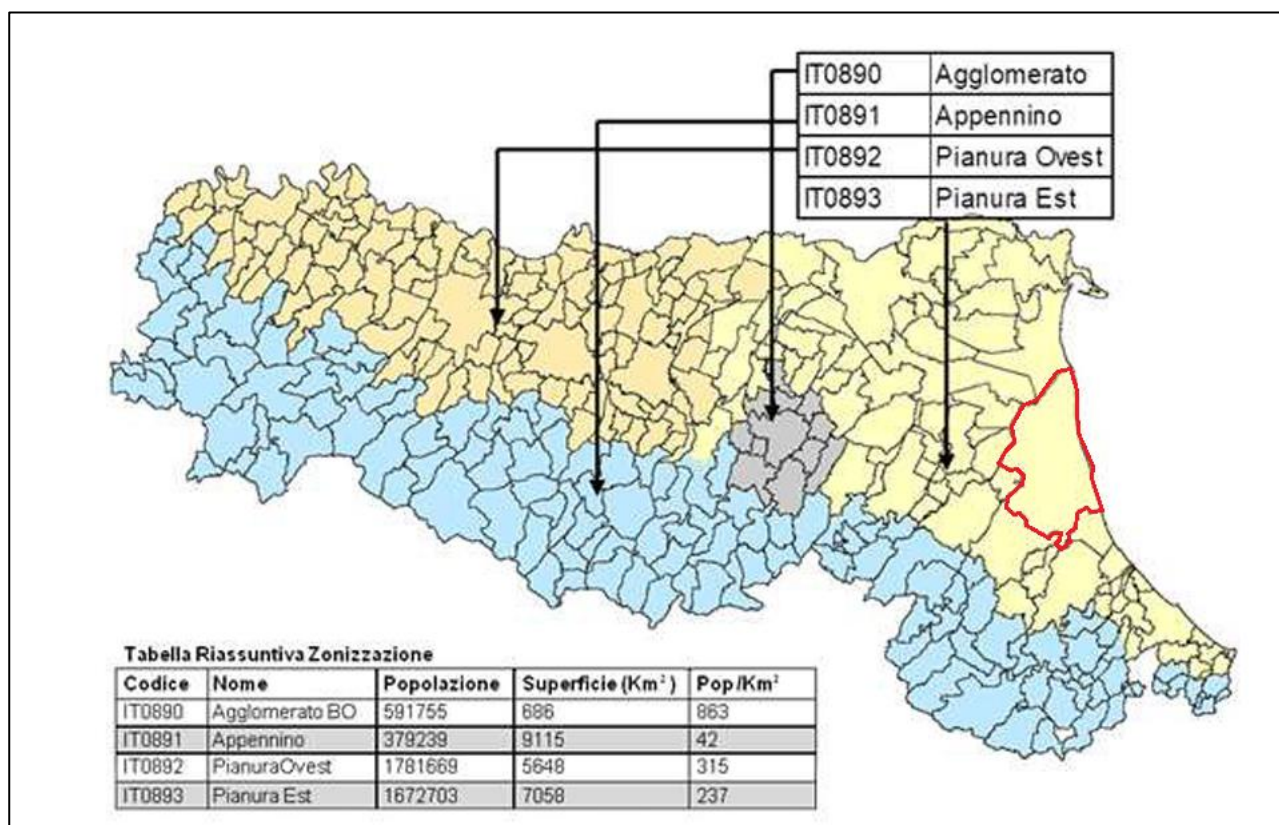 IT0890 Agglomerato
IT0891 Appennino
IT0892 Pianura Ovest
IT0893 Pianura Est
Tabella Riassuntiva Zonizzazione
Codice Nome Popolazione Superficie (Km²) Pop/Km²
IT0890 Agglomerato BO 591755 686 863
IT0891 Appennino 379239 9115 42
IT0892 PianuraOvest 1781669 5648 315
IT0893 Pianura Est 1672703 7058 237